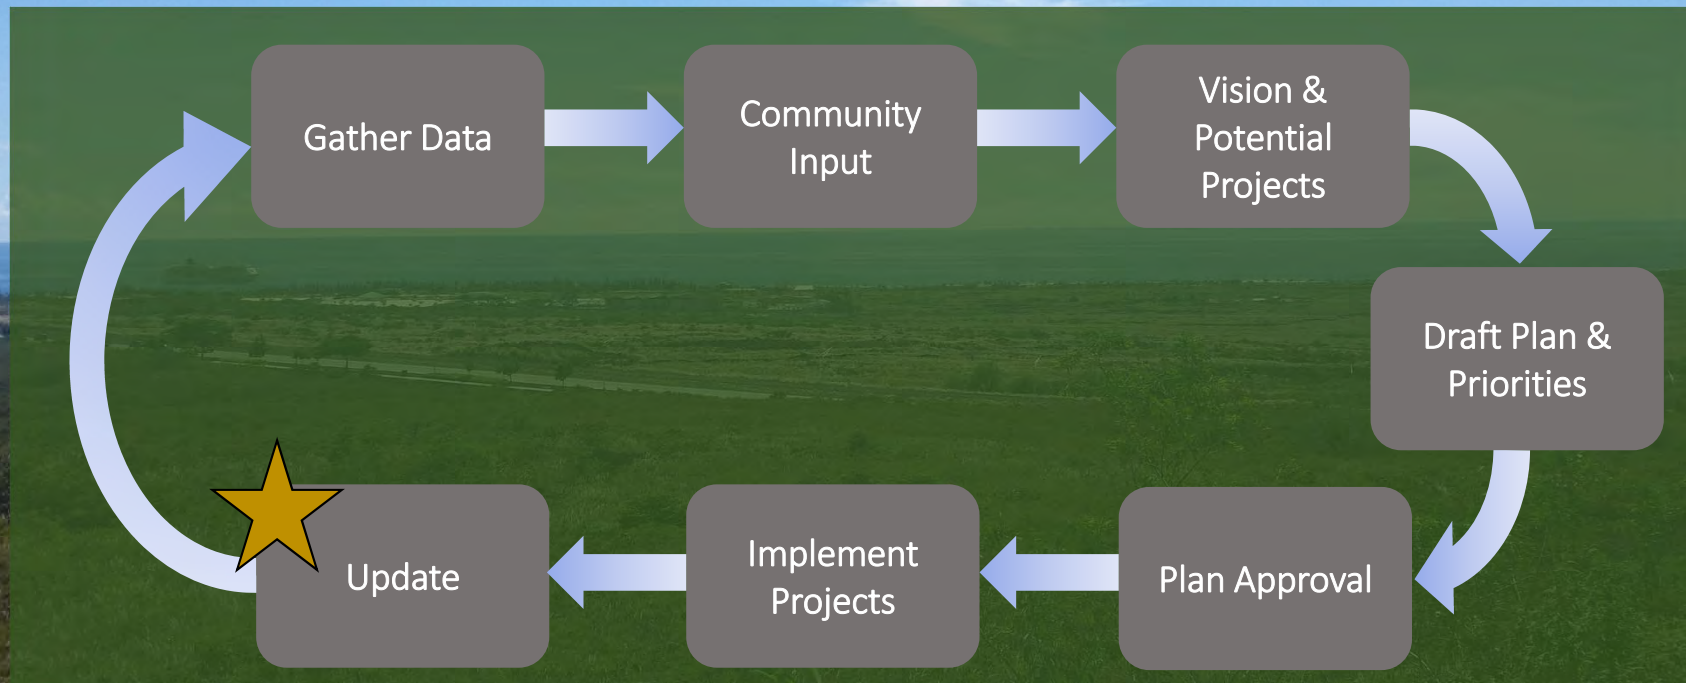 Gather Data
Community
Input
Vision &
Potential
Projects
Draft Plan &
Priorities
Plan Approval
Implement
Projects
Update